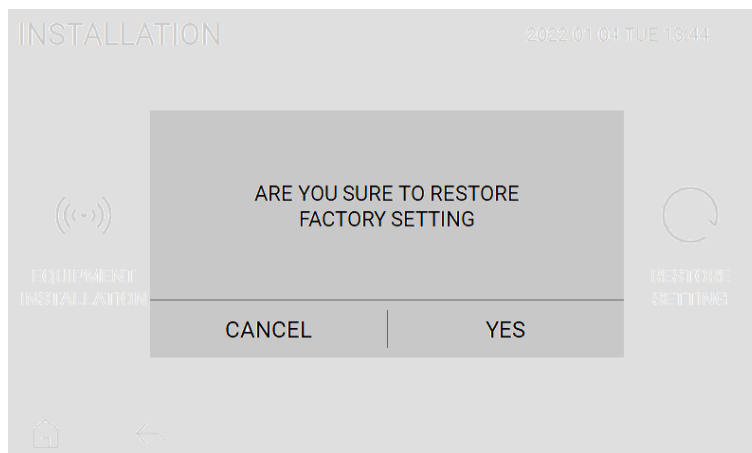 INSTALLATION
2022 01 04 TUE 13:44
ARE YOU SURE TO RESTORE
FACTORY SETTING
EQUIPMENT
INSTALLATION
RESTORE
SETTING
CANCEL
YES